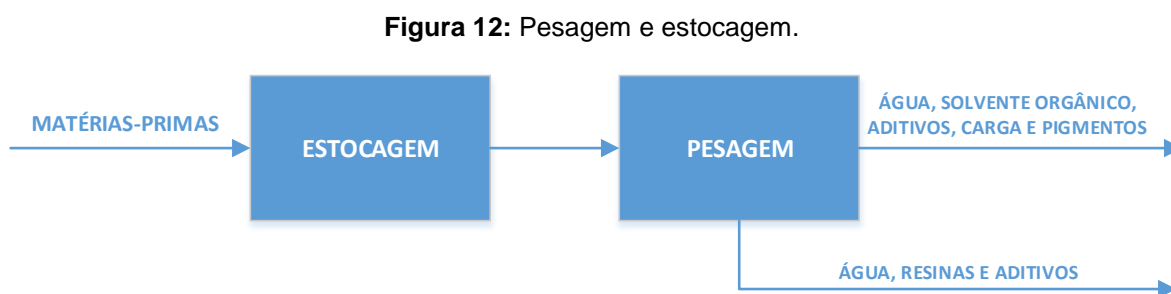 Figura 12: Pesagem e estocagem.
MATÉRIAS-PRIMAS
ESTOCAGEM
PESAGEM
ÁGUA, SOLVENTE ORGÂNICO,
ADITIVOS, CARGA E PIGMENTOS
ÁGUA, RESINAS E ADITIVOS